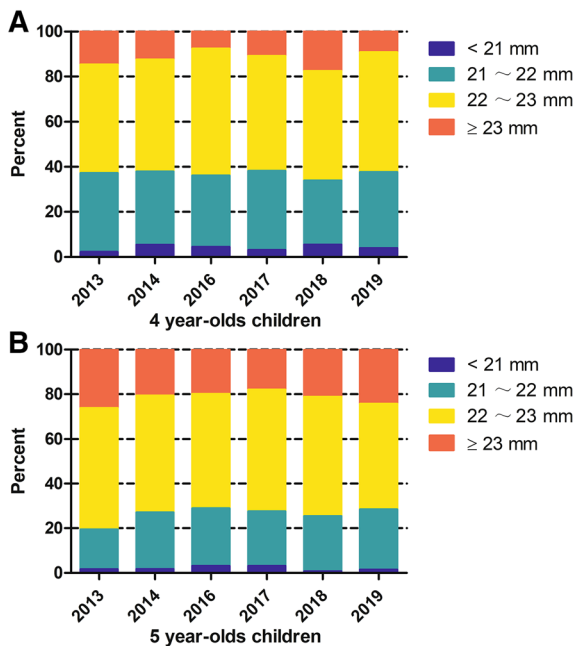 A
100
80
60
40
20
0
Percent
2013
2014
2016
2017
2018
2019
4 year-olds children
< 21 mm
21 ~ 22 mm
22 ~ 23 mm
≥ 23 mm
B
100
80
60
40
20
0
Percent
2013
2014
2016
2017
2018
2019
5 year-olds children
< 21 mm
21 ~ 22 mm
22 ~ 23 mm
≥ 23 mm